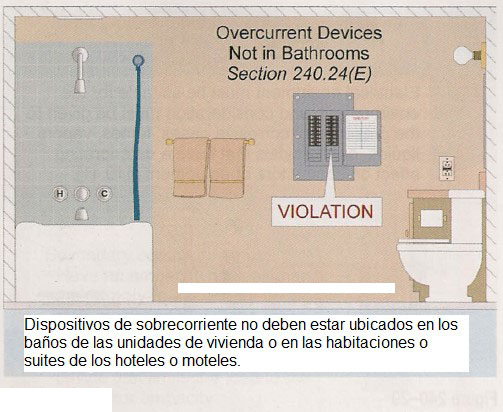 Overcurrent Devices
Not in Bathrooms
Section 240.24(E)
VIOLATION
H C
Dispositivos de sobrecorriente no deben estar ubicados en los
baños de las unidades de vivienda o en las habitaciones o
suites de los hoteles o moteles.